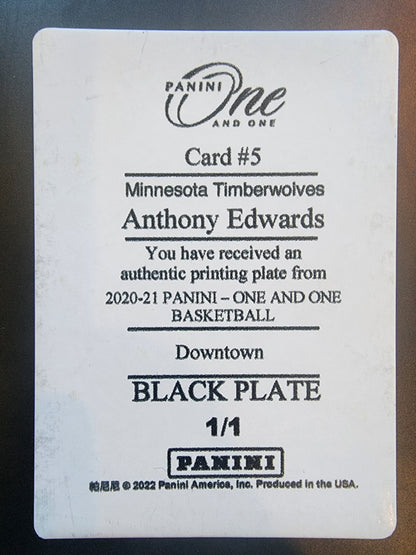 PANINI One
AND ONE
Card #5
Minnesota Timberwolves
Anthony Edwards
You have received an
authentic printing plate from
2020-21 PANINI – ONE AND ONE
BASKETBALL
Downtown
BLACK PLATE
1/1
PANINI
帕尼尼 © 2022 Panini America, Inc. Produced in the USA.